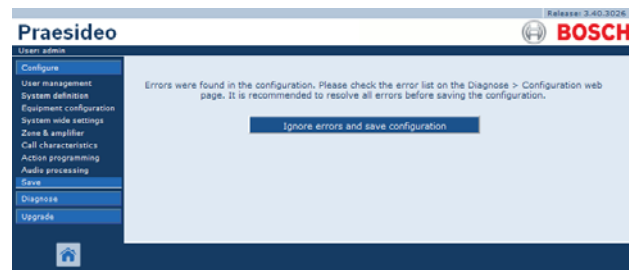 Release: 3.40.3026
Praesideo
BOSCH
User: admin
Configure
User management
System definition
Equipment configuration
System wide settings
Zone & amplifier
Call characteristics
Action programming
Audio processing
Save
Diagnose
Upgrade
Errors were found in the configuration. Please check the error list on the Diagnose > Configuration web
page. It is recommended to resolve all errors before saving the configuration.
Ignore errors and save configuration